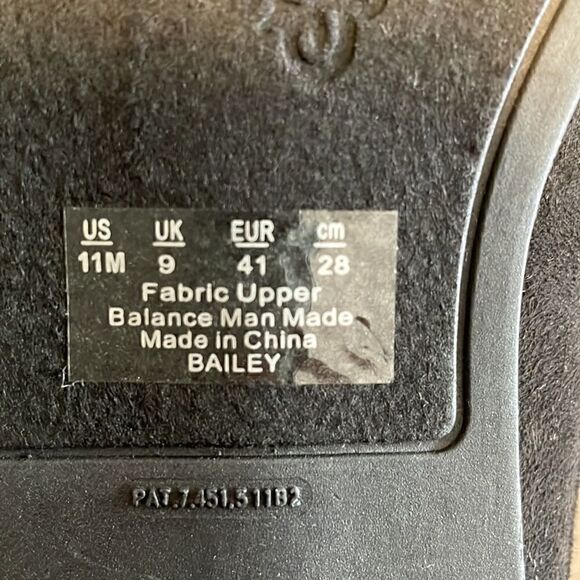 US UK EUR cm
11M 9 41 28
Fabric Upper
Balance Man Made
Made in China
BAILEY
PAT.7,451,511B2